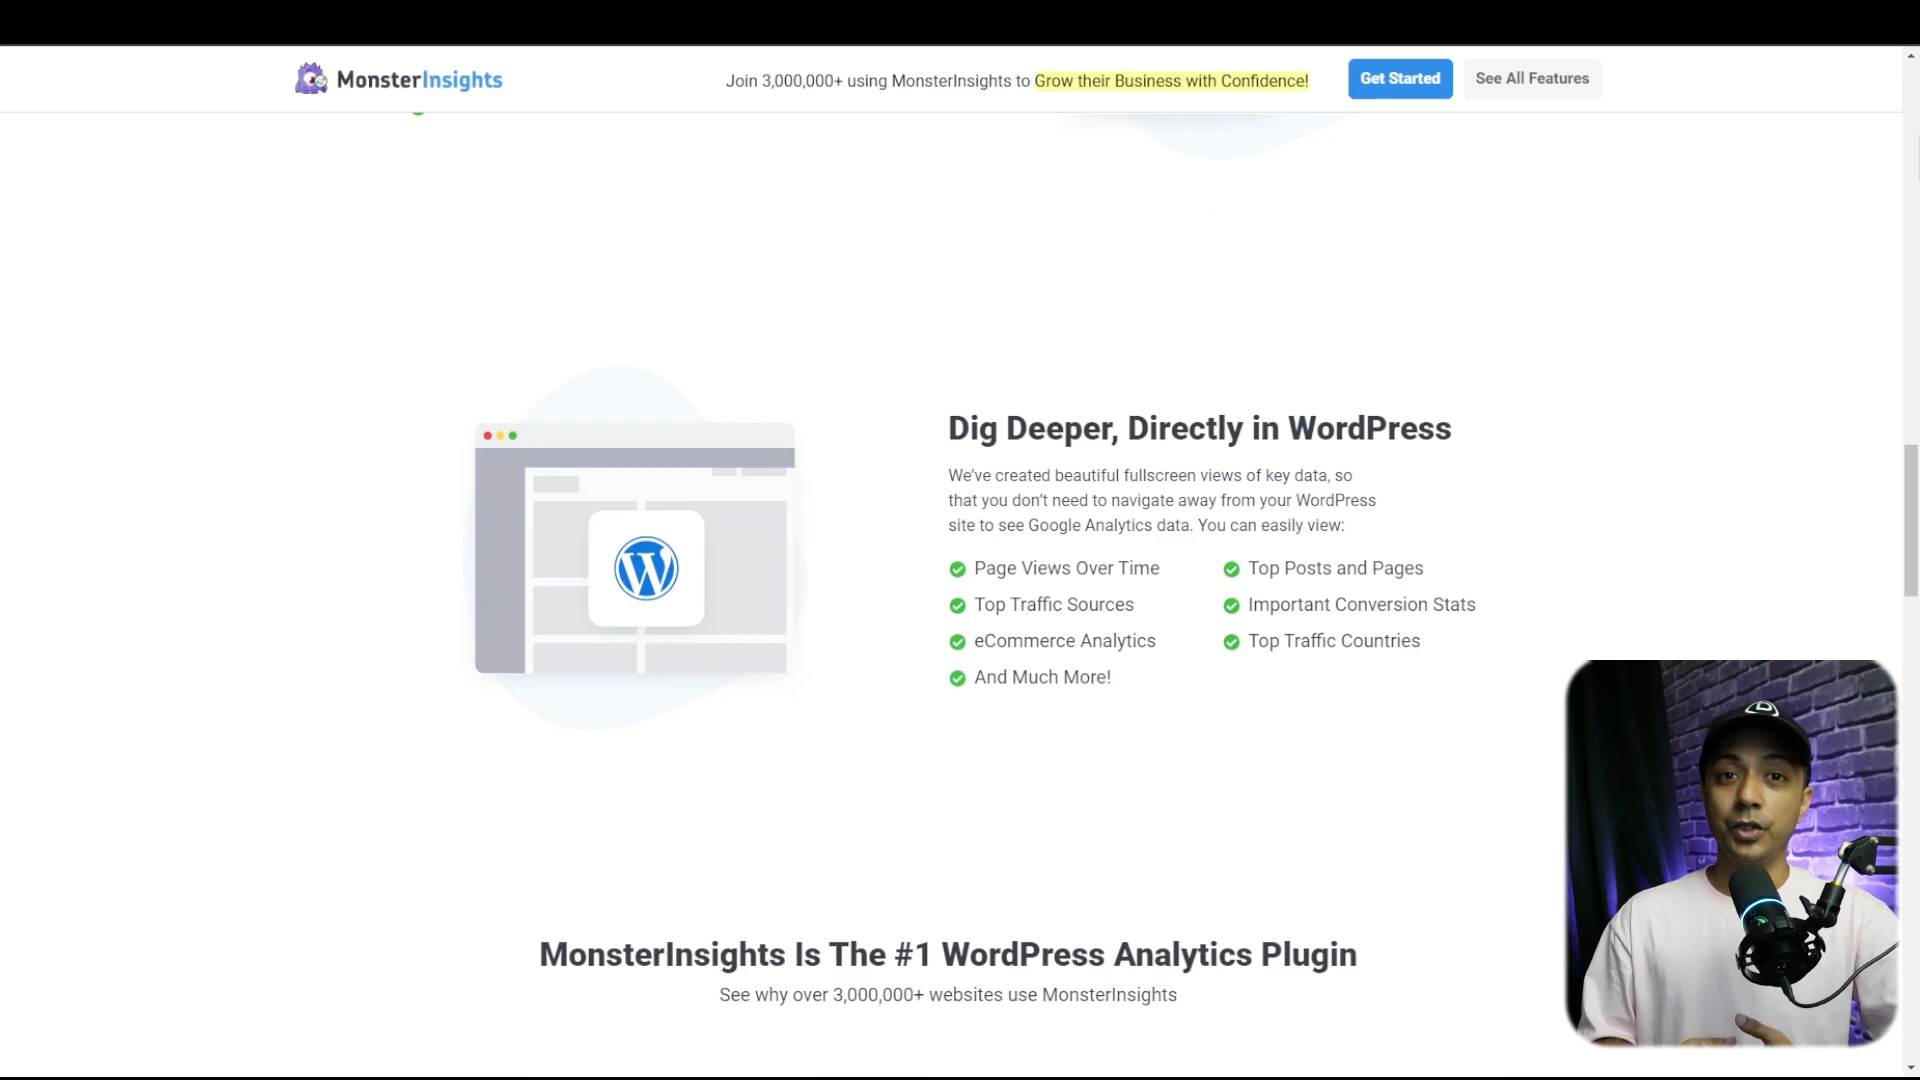 MonsterInsights
Join 3,000,000+ using MonsterInsights to Grow their Business with Confidence!
Get Started
See All Features
Dig Deeper, Directly in WordPress
We’ve created beautiful fullscreen views of key data, so
that you don’t need to navigate away from your WordPress
site to see Google Analytics data. You can easily view:
Page Views Over Time
Top Posts and Pages
Top Traffic Sources
Important Conversion Stats
eCommerce Analytics
Top Traffic Countries
And Much More!
MonsterInsights Is The #1 WordPress Analytics Plugin
See why over 3,000,000+ websites use MonsterInsights